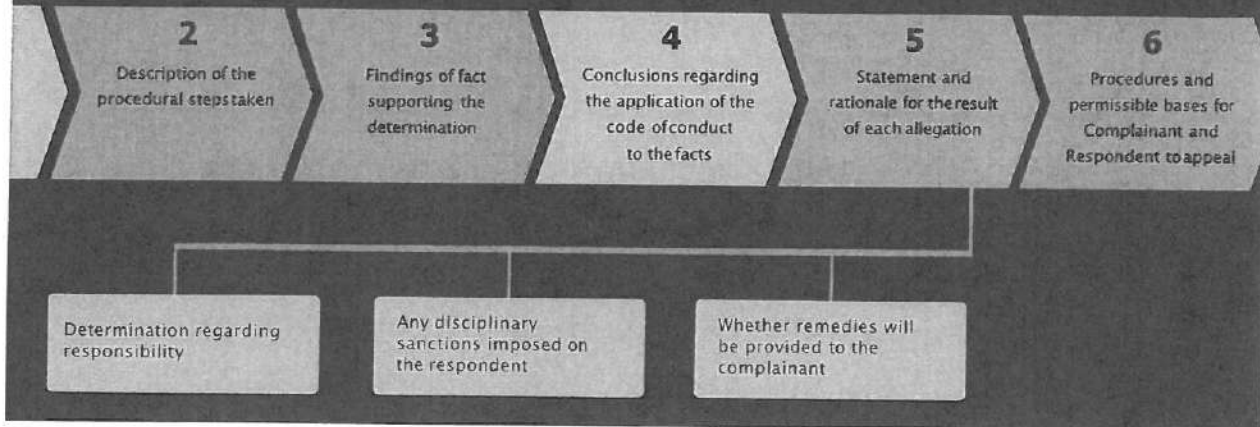 2
Description of the
procedural steps taken
3
Findings of fact
supporting the
determination
4
Conclusions regarding
the application of the
code of conduct
to the facts
5
Statement and
rationale for the result
of each allegation
6
Procedures and
permissible bases for
Complainant and
Respondent to appeal
Determination regarding
responsibility
Any disciplinary
sanctions imposed on
the respondent
Whether remedies will
be provided to the
complainant